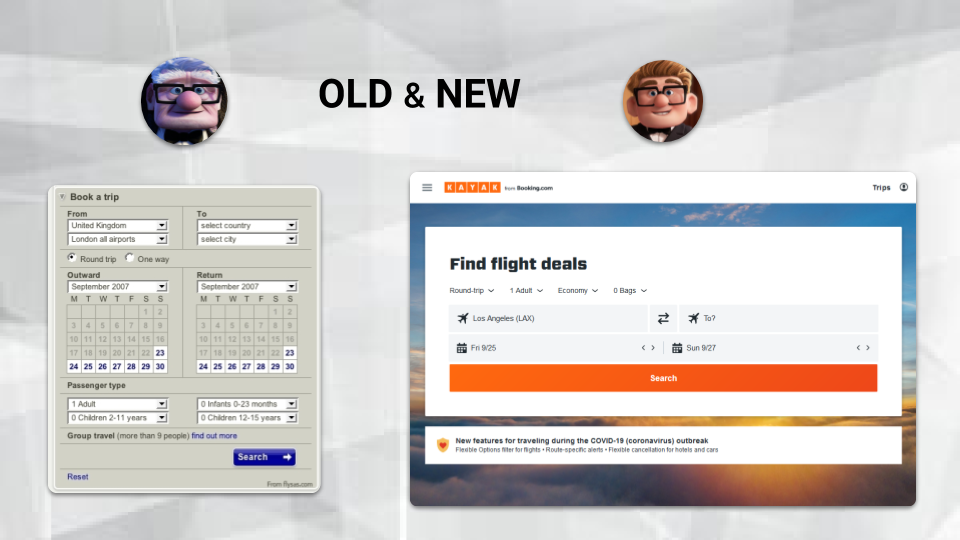 OLD & NEW
Book a trip
From To
United Kingdom select country
London all airports select city
Round trip One way
Outward Return
September 2007 September 2007
M T W T F S S M T W T F S S
1 2 1 2
3 4 5 6 7 8 9 3 4 5 6 7 8 9
10 11 12 13 14 15 16 10 11 12 13 14 15 16
17 18 19 20 21 22 23 17 18 19 20 21 22 23
24 25 26 27 28 29 30 24 25 26 27 28 29 30
Passenger type
1 Adult 0 Infants 0-23 months
0 Children 2-11 years 0 Children 12-15 years
Group travel (more than 9 people) find out more
Search
Reset
From flysas.com
KAYAK from Booking.com Trips
Find flight deals
Round-trip 1 Adult Economy 0 Bags
Los Angeles (LAX) To?
Fri 9/25 Sun 9/27
Search
New features for traveling during the COVID-19 (coronavirus) outbreak
Flexible Options filter for flights • Route-specific alerts • Flexible cancellation for hotels and cars